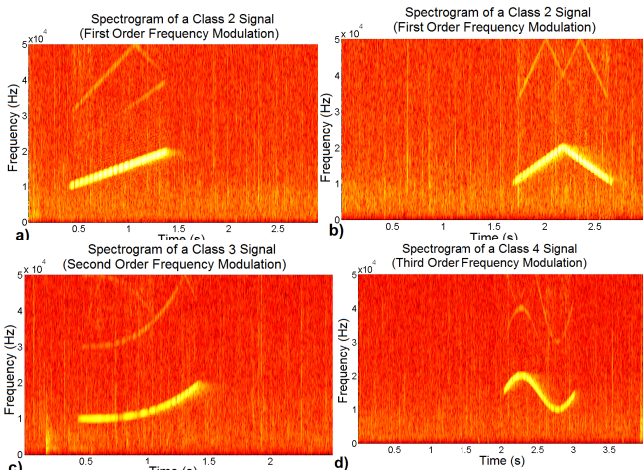 Spectrogram of a Class 2 Signal
(First Order Frequency Modulation)
x 10^4
5
4
3
2
1
0
Frequency (Hz)
0.5 1 1.5 2 2.5
Time (s)
a)
Spectrogram of a Class 2 Signal
(First Order Frequency Modulation)
x 10^4
5
4
3
2
1
0
Frequency (Hz)
0.5 1 1.5 2 2.5
Time (s)
b)
Spectrogram of a Class 3 Signal
(Second Order Frequency Modulation)
x 10^4
5
4
3
2
1
0
Frequency (Hz)
0.5 1 1.5 2
Time (s)
c)
Spectrogram of a Class 4 Signal
(Third Order Frequency Modulation)
x 10^4
5
4
3
2
1
0
Frequency (Hz)
0.5 1 1.5 2 2.5 3 3.5
Time (s)
d)